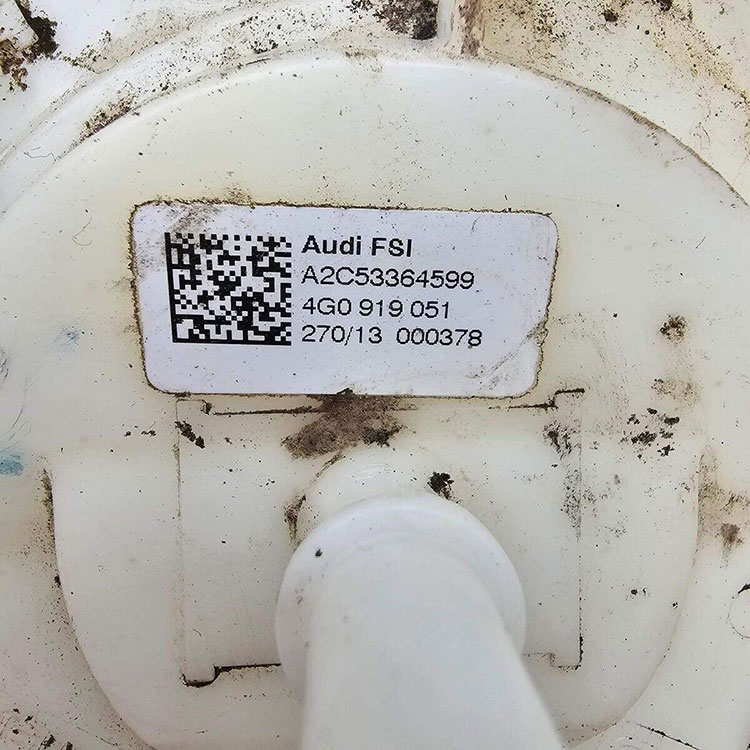 Audi FSI
A2C53364599
4G0 919 051
270/13 000378